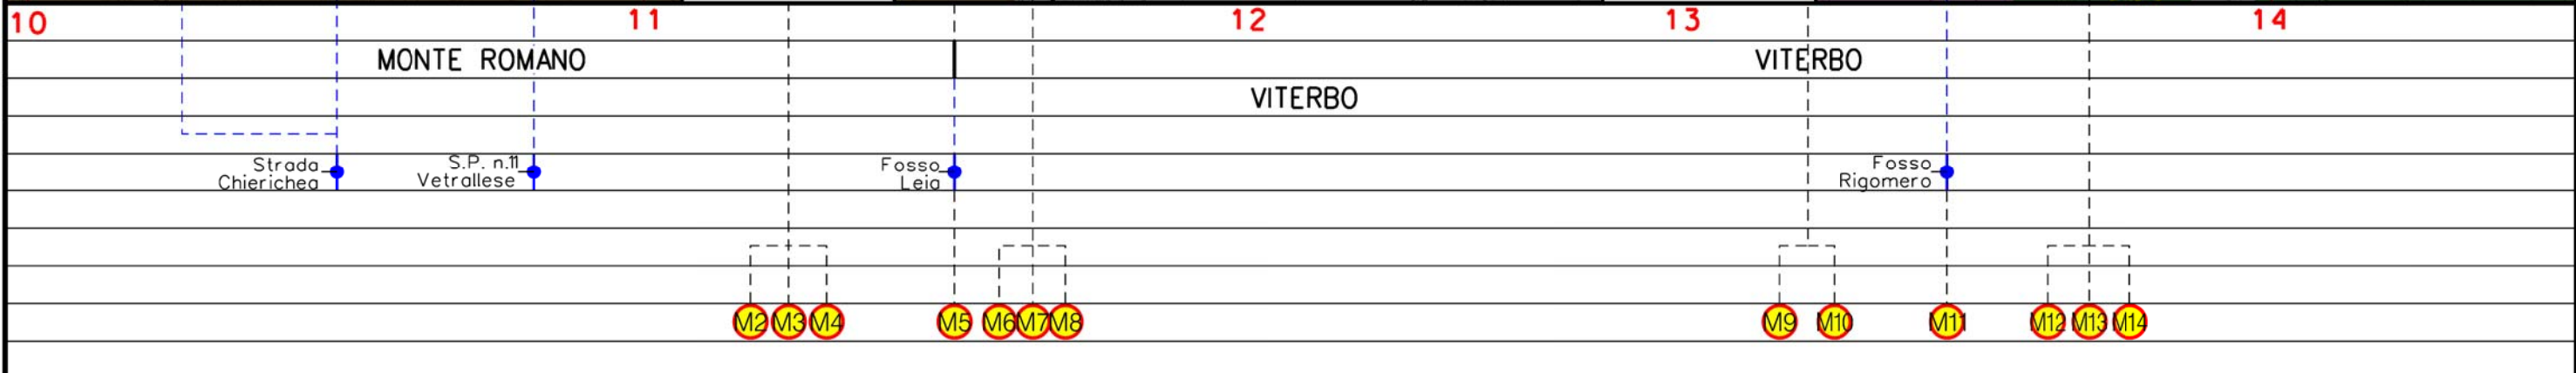 10 11 12 13 14
MONTE ROMANO VITERBO
VITERBO
Strada
Chierichea
S.P. n.11
Vetrallese
Fosso
Leia
Fosso
Rigomero
M2 M3 M4 M5 M6 M7 M8 M9 M10 M11 M12 M13 M14